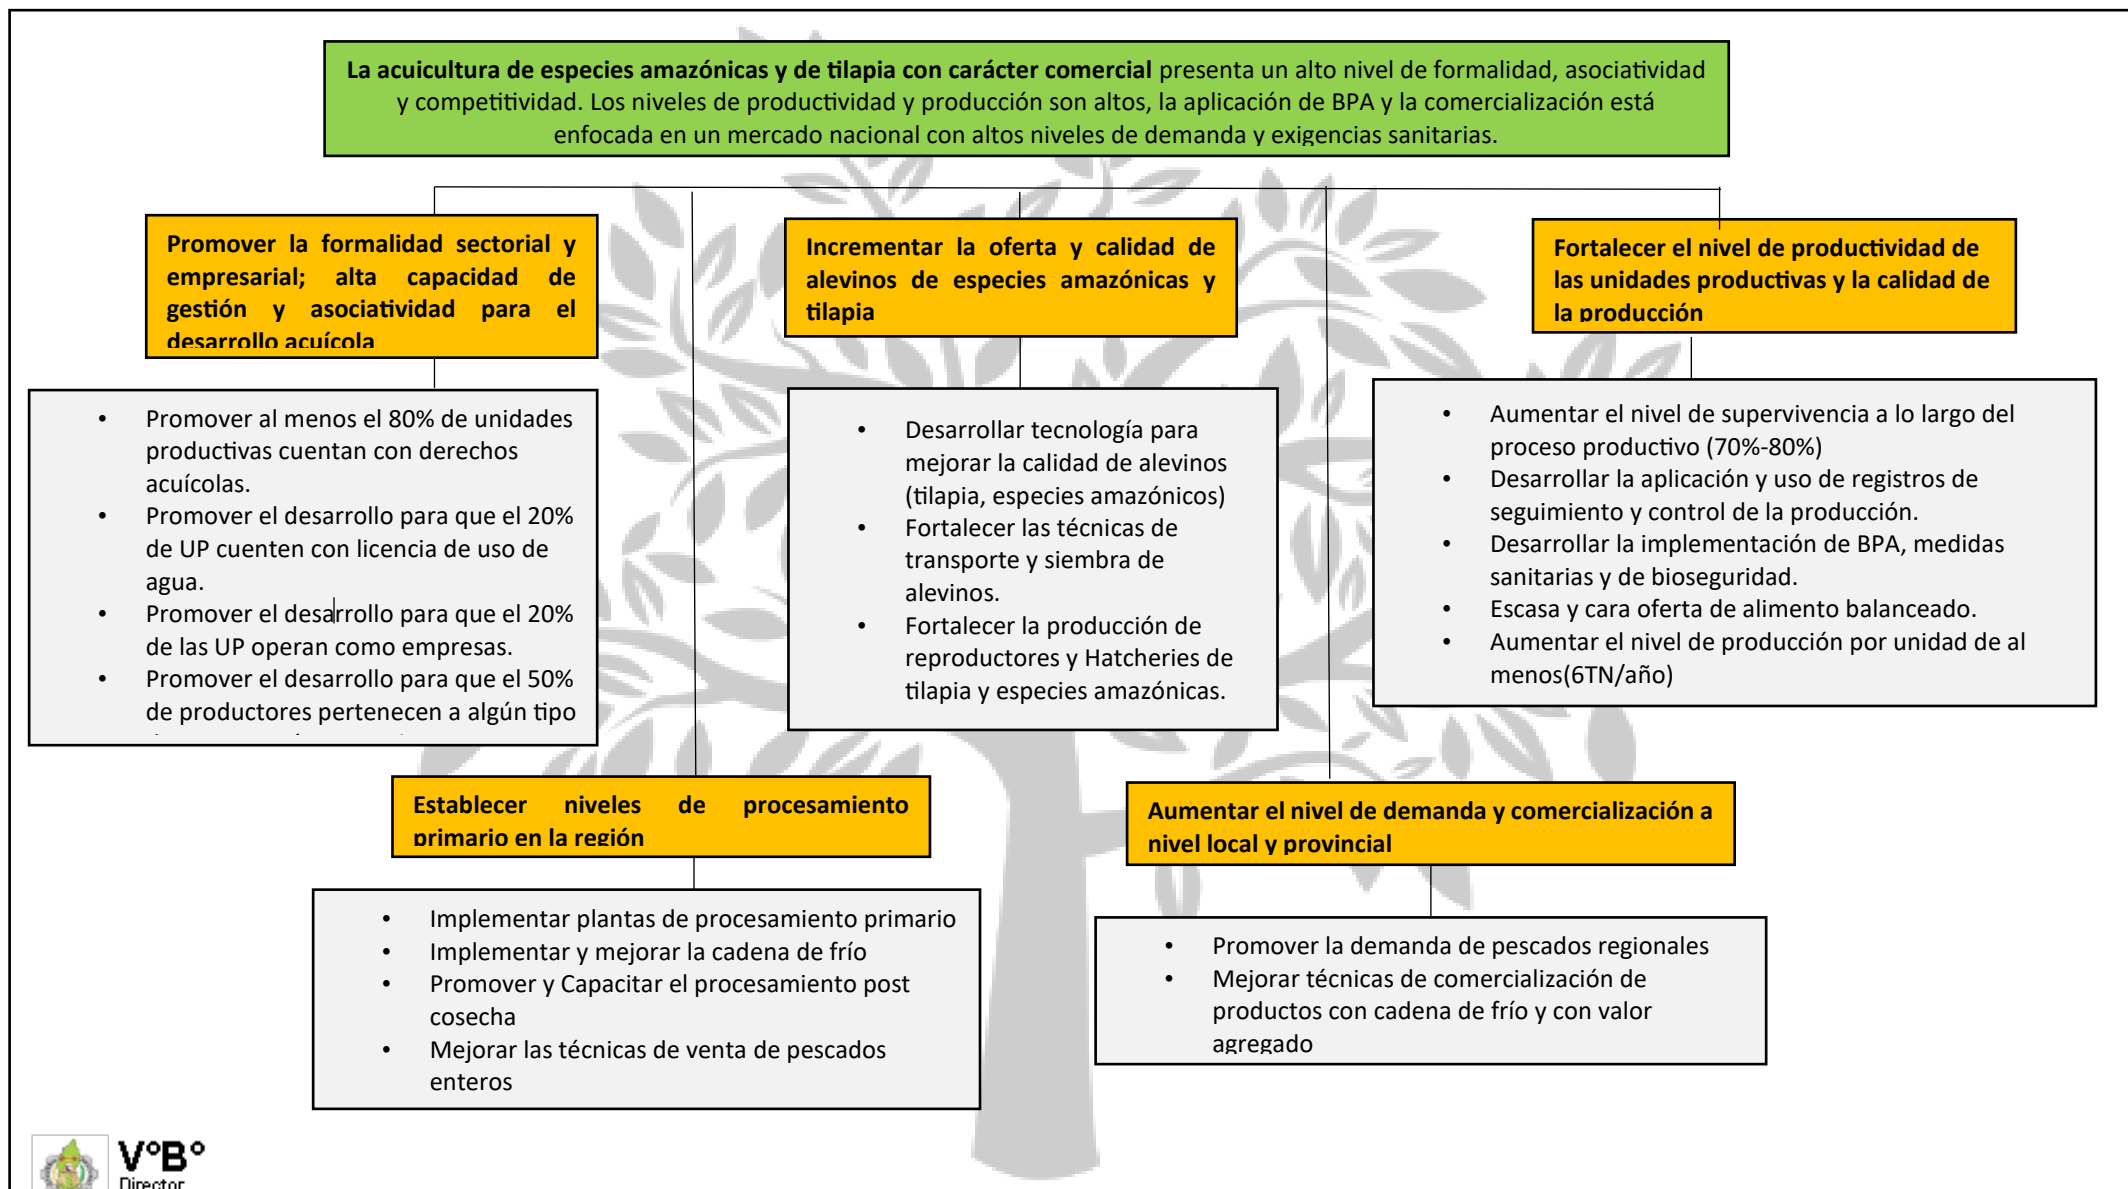 La acuicultura de especies amazónicas y de tilapia con carácter comercial presenta un alto nivel de formalidad, asociatividad
y competitividad. Los niveles de productividad y producción son altos, la aplicación de BPA y la comercialización está
enfocada en un mercado nacional con altos niveles de demanda y exigencias sanitarias.
Promover la formalidad sectorial y
empresarial; alta capacidad de
gestión y asociatividad para el
desarrollo acuícola
• Promover al menos el 80% de unidades
productivas cuentan con derechos
acuícolas.
• Promover el desarrollo para que el 20%
de UP cuenten con licencia de uso de
agua.
• Promover el desarrollo para que el 20%
de las UP operan como empresas.
• Promover el desarrollo para que el 50%
de productores pertenecen a algún tipo
Incrementar la oferta y calidad de
alevinos de especies amazónicas y
tilapia
• Desarrollar tecnología para
mejorar la calidad de alevinos
(tilapia, especies amazónicos)
• Fortalecer las técnicas de
transporte y siembra de
alevinos.
• Fortalecer la producción de
reproductores y Hatcheries de
tilapia y especies amazónicas.
Fortalecer el nivel de productividad de
las unidades productivas y la calidad de
la producción
• Aumentar el nivel de supervivencia a lo largo del
proceso productivo (70%-80%)
• Desarrollar la aplicación y uso de registros de
seguimiento y control de la producción.
• Desarrollar la implementación de BPA, medidas
sanitarias y de bioseguridad.
• Escasa y cara oferta de alimento balanceado.
• Aumentar el nivel de producción por unidad de al
menos(6TN/año)
Establecer niveles de procesamiento
primario en la región
• Implementar plantas de procesamiento primario
• Implementar y mejorar la cadena de frío
• Promover y Capacitar el procesamiento post
cosecha
• Mejorar las técnicas de venta de pescados
enteros
Aumentar el nivel de demanda y comercialización a
nivel local y provincial
• Promover la demanda de pescados regionales
• Mejorar técnicas de comercialización de
productos con cadena de frío y con valor
agregado
V°B°
Director